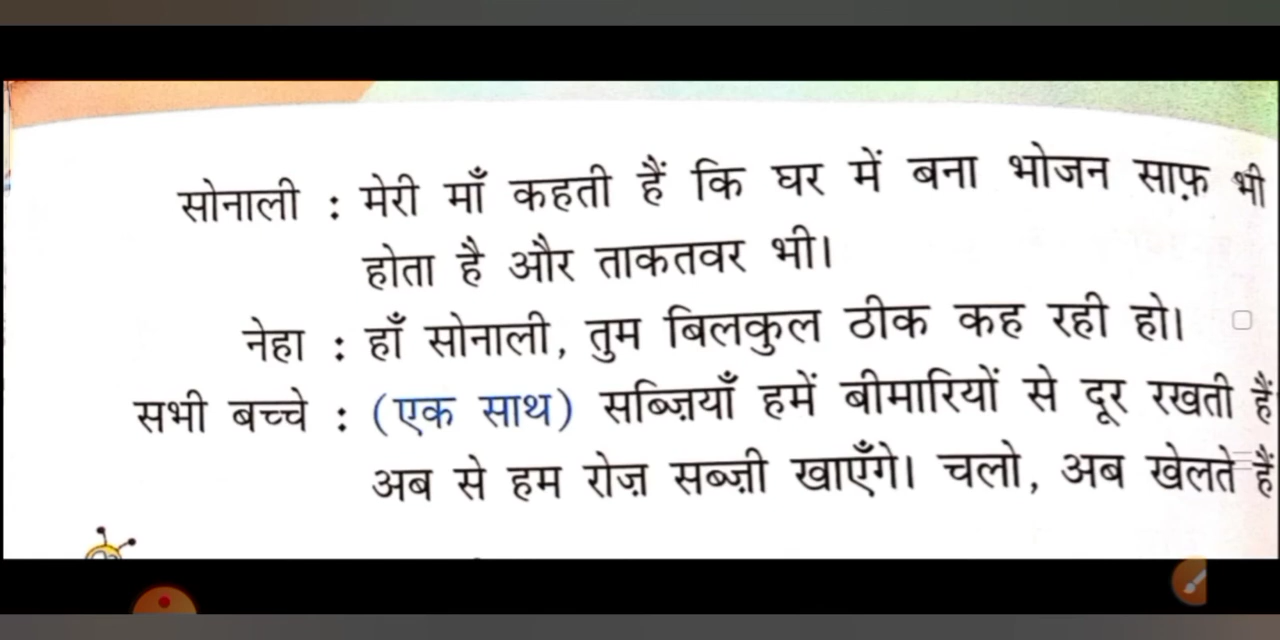 सोनाली : मेरी माँ कहती हैं कि घर में बना भोजन साफ़ भी
होता है और ताकतवर भी।
नेहा : हाँ सोनाली, तुम बिलकुल ठीक कह रही हो।
सभी बच्चे : (एक साथ) सब्ज़ियाँ हमें बीमारियों से दूर रखती हैं
अब से हम रोज़ सब्ज़ी खाएँगे। चलो, अब खेलते हैं